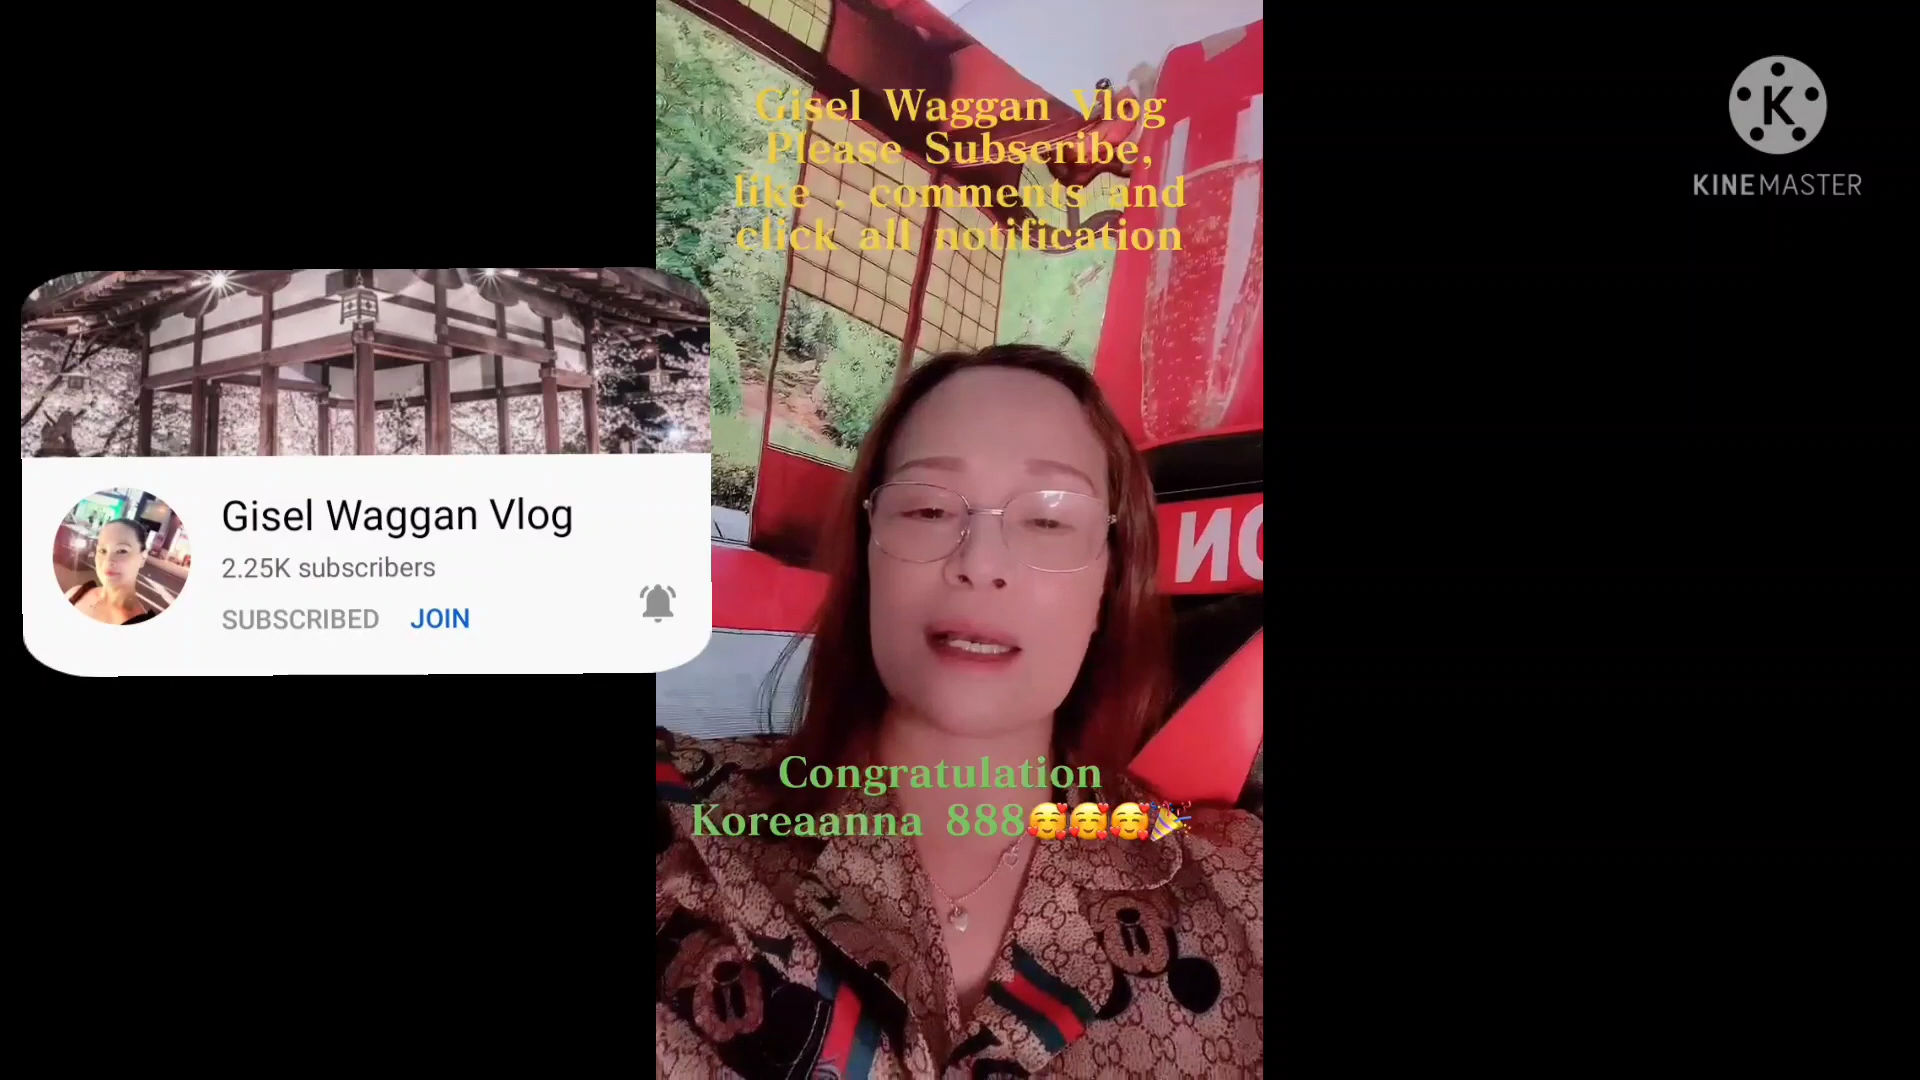 Gisel Waggan Vlog
Please Subscribe,
like . comments and
click all notification
KINEMASTER
Gisel Waggan Vlog
2.25K subscribers
SUBSCRIBED JOIN
NO
Congratulation
Koreaanna 888🥰🥰🥰🎉